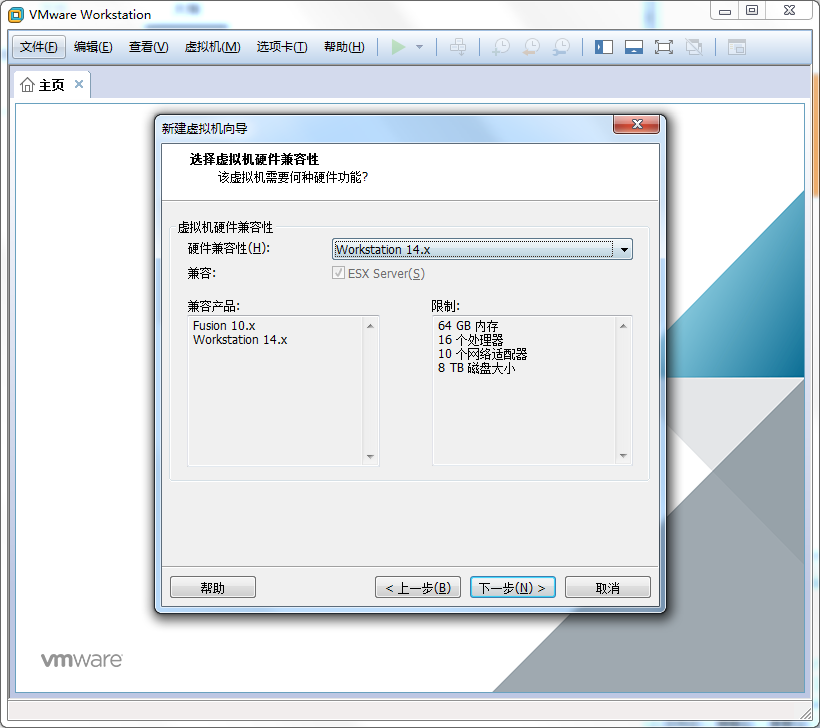 VMware Workstation
文件(F) 编辑(E) 查看(V) 虚拟机(M) 选项卡(T) 帮助(H)
主页
新建虚拟机向导
选择虚拟机硬件兼容性
该虚拟机需要何种硬件功能?
虚拟机硬件兼容性
硬件兼容性(H): Workstation 14.x
兼容: ESX Server(S)
兼容产品:
Fusion 10.x
Workstation 14.x
限制:
64 GB 内存
16 个处理器
10 个网络适配器
8 TB 磁盘大小
帮助 < 上一步(B) 下一步(N) > 取消
vmware